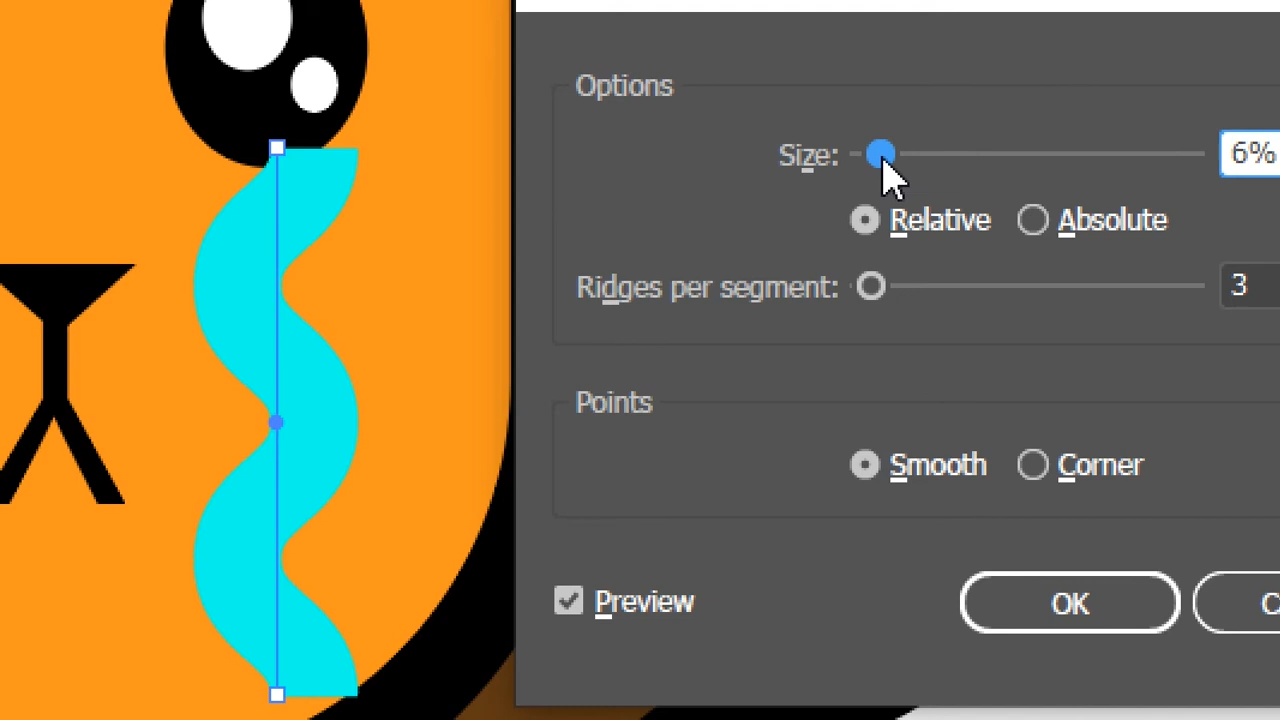 Options
Size: 6%
Relative Absolute
Ridges per segment: 3
Points
Smooth Corner
Preview OK